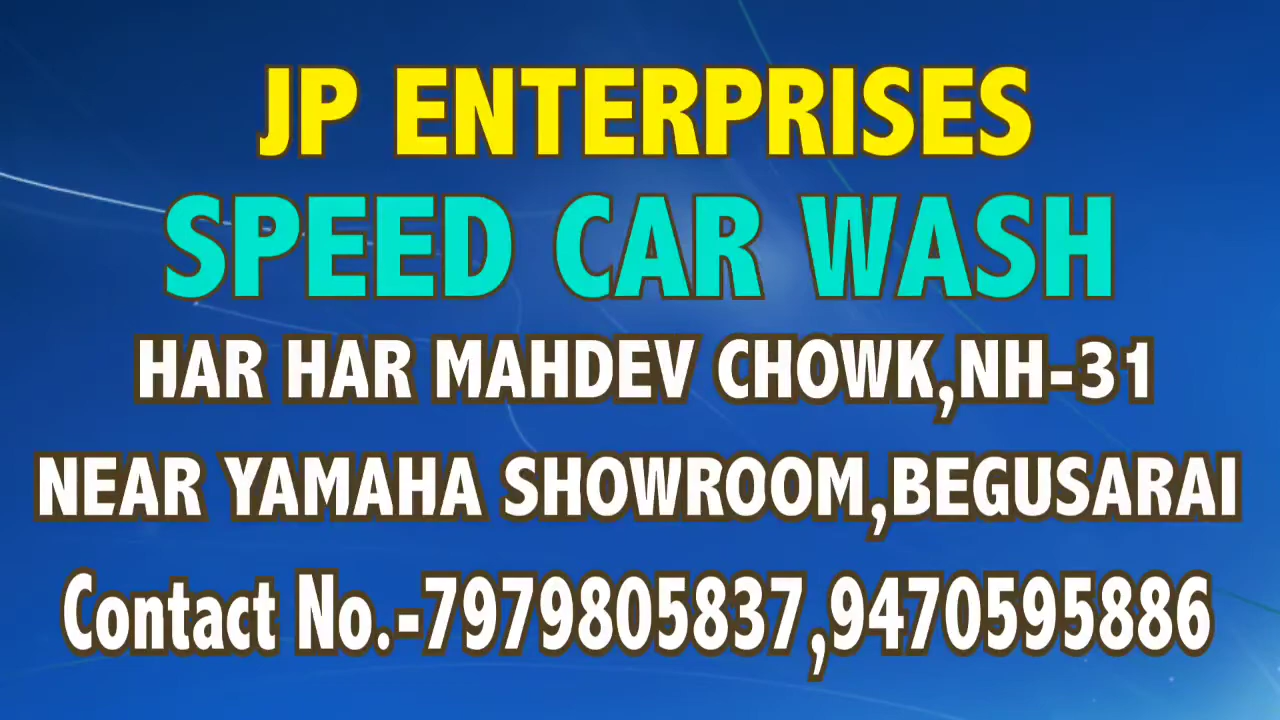 JP ENTERPRISES
SPEED CAR WASH
HAR HAR MAHDEV CHOWK,NH-31
NEAR YAMAHA SHOWROOM,BEGUSARAI
Contact No.-7979805837,9470595886